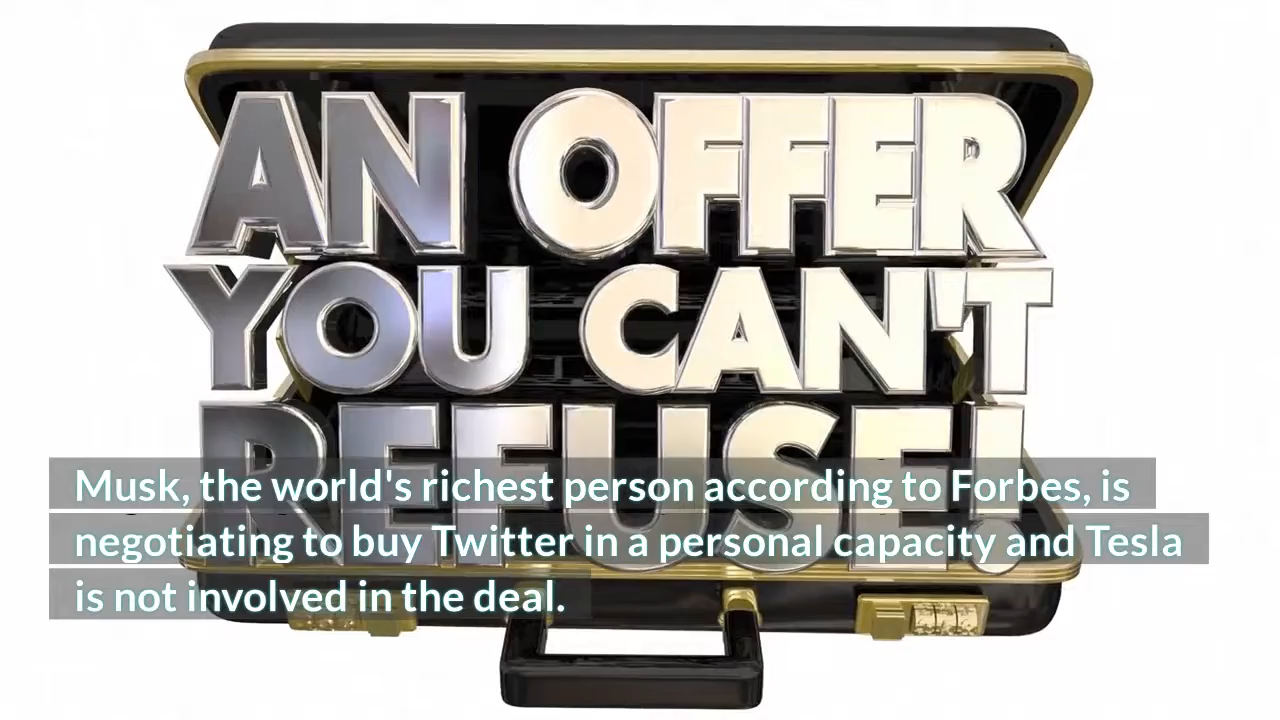 AN OFFER
YOU CAN'T
REFUSE!
Musk, the world's richest person according to Forbes, is
negotiating to buy Twitter in a personal capacity and Tesla
is not involved in the deal.